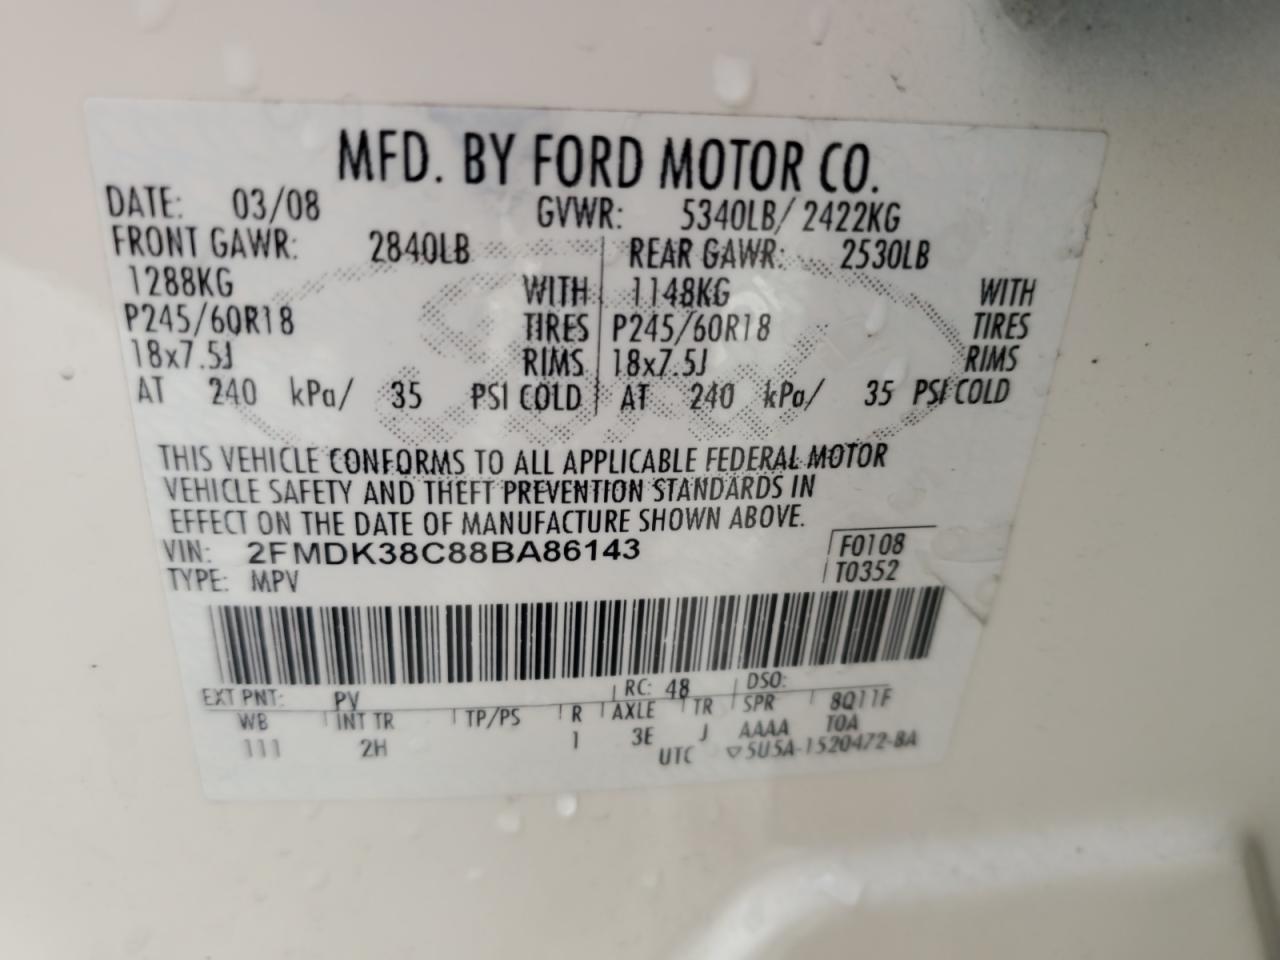 MFD. BY FORD MOTOR CO.
DATE: 03/08 GVWR: 5340LB/ 2422KG
FRONT GAWR: 2840LB REAR GAWR: 2530LB
1288KG WITH 1148KG WITH
P245/60R18 TIRES P245/60R18 TIRES
18x7.5J RIMS 18x7.5J RIMS
AT 240 kPa/ 35 PSI COLD AT 240 kPa/ 35 PSI COLD
THIS VEHICLE CONFORMS TO ALL APPLICABLE FEDERAL MOTOR
VEHICLE SAFETY AND THEFT PREVENTION STANDARDS IN
EFFECT ON THE DATE OF MANUFACTURE SHOWN ABOVE.
VIN: 2FMDK38C88BA86143 F0108
TYPE: MPV T0352
EXT PNT: PV RC: 48 DSO:
WB INT TR TP/PS R AXLE TR SPR 8Q11F
111 2H 1 3E J AAAA TOA
UTC ▽5U5A-1520472-BA